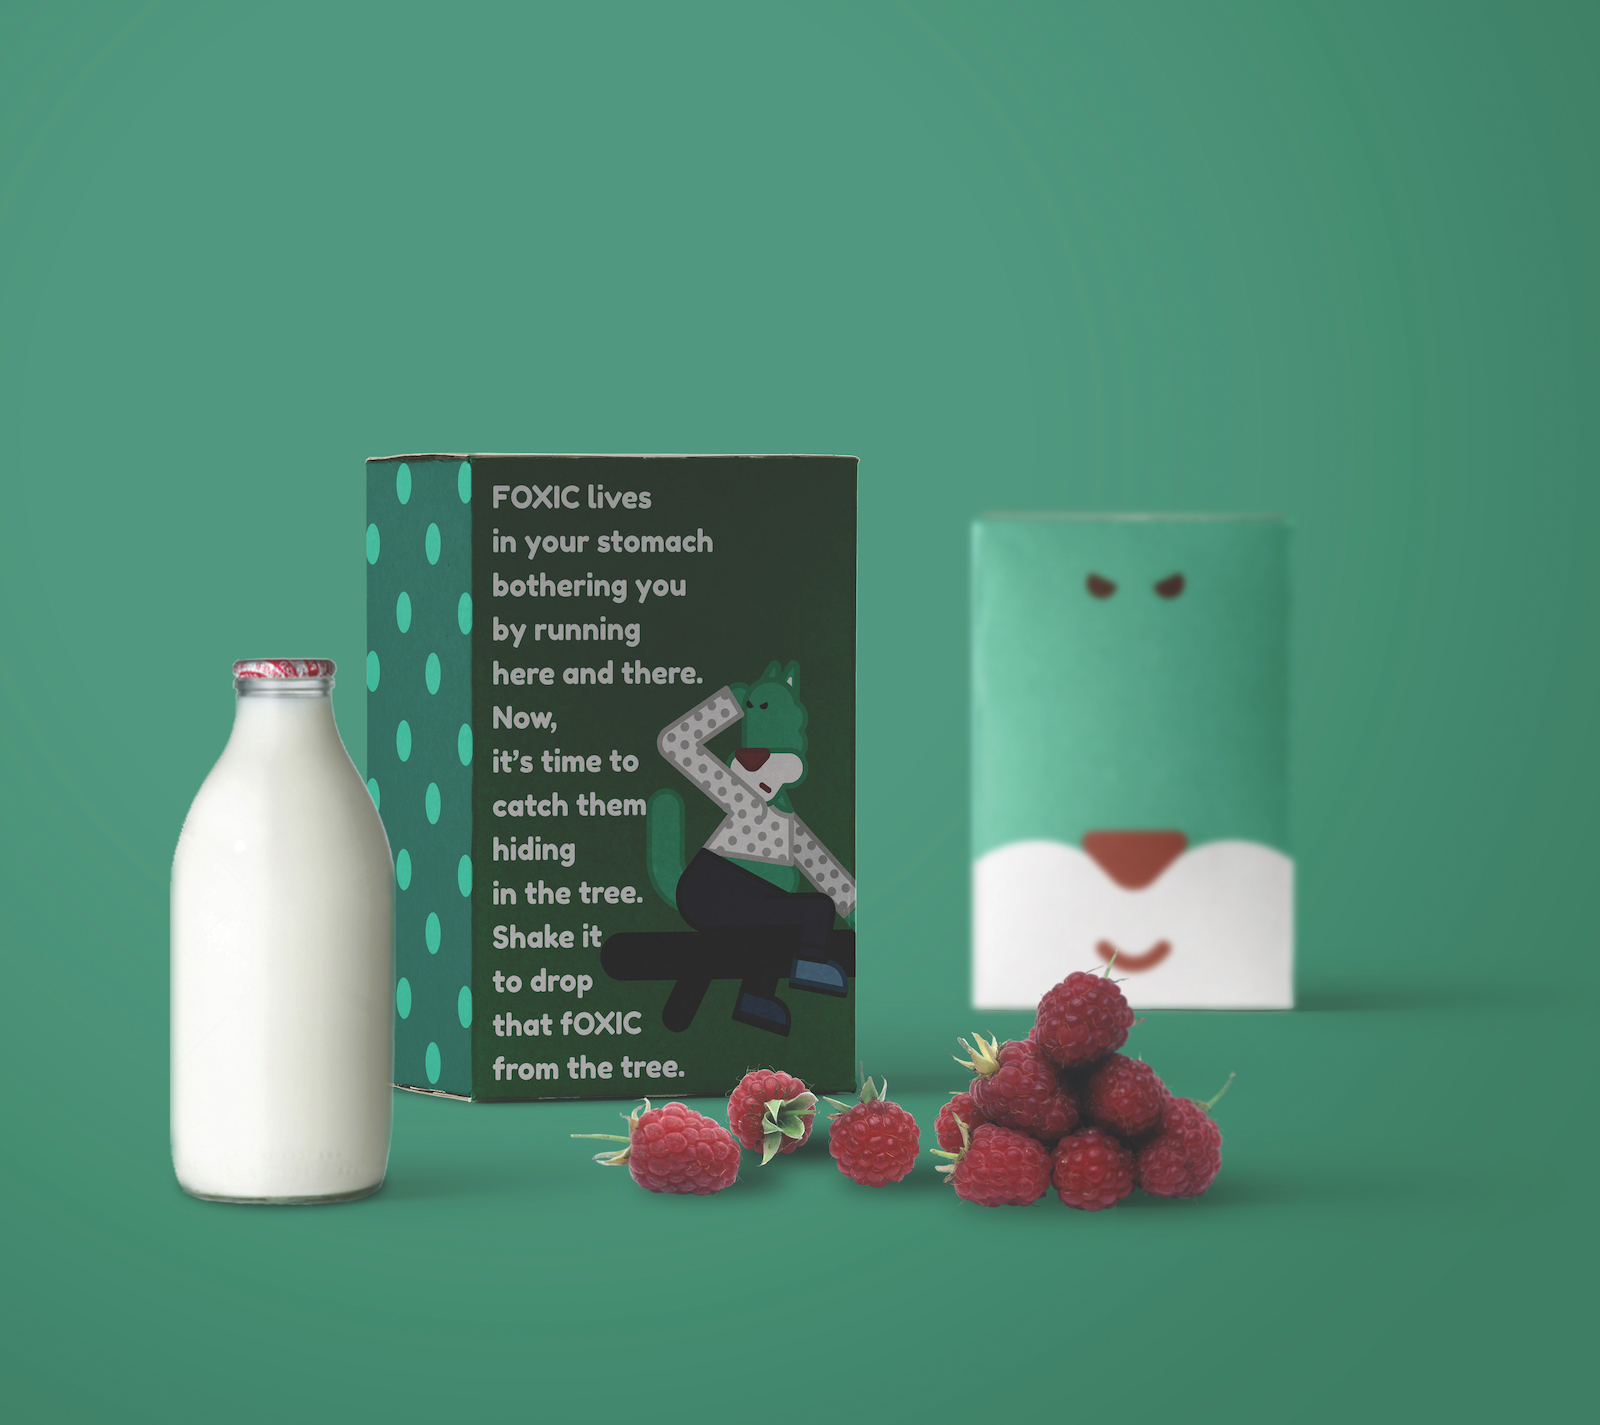 FOXIC lives
in your stomach
bothering you
by running
here and there.
Now,
it's time to
catch them
hiding
in the tree.
Shake it
to drop
that fOXIC
from the tree.